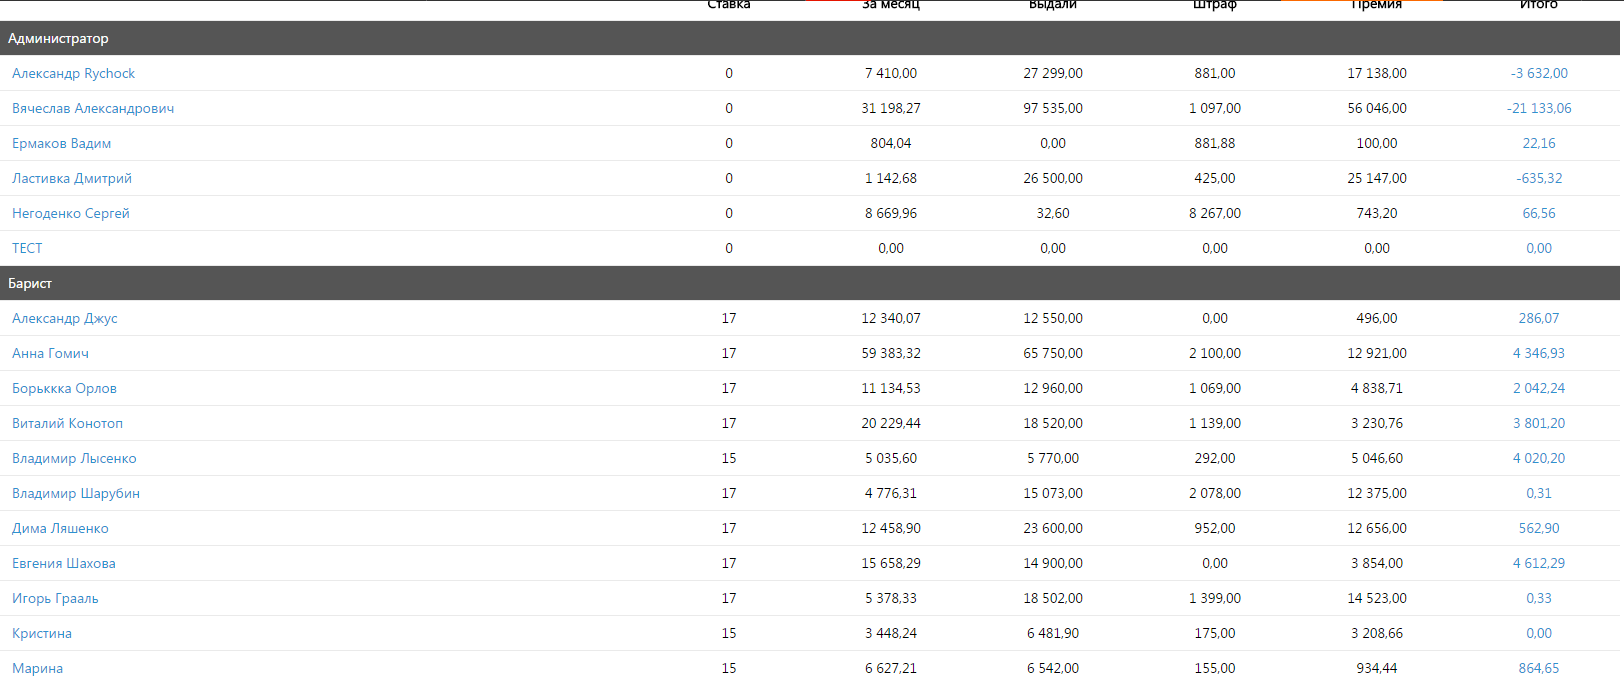 Ставка За месяц Выдали Штраф Премия Итого
Администратор
Александр Rychock 0 7 410,00 27 299,00 881,00 17 138,00 -3 632,00
Вячеслав Александрович 0 31 198,27 97 535,00 1 097,00 56 046,00 -21 133,06
Ермаков Вадим 0 804,04 0,00 881,88 100,00 22,16
Ластивка Дмитрий 0 1 142,68 26 500,00 425,00 25 147,00 -635,32
Негоденко Сергей 0 8 669,96 32,60 8 267,00 743,20 66,56
ТЕСТ 0 0,00 0,00 0,00 0,00 0,00
Барист
Александр Джус 17 12 340,07 12 550,00 0,00 496,00 286,07
Анна Гомич 17 59 383,32 65 750,00 2 100,00 12 921,00 4 346,93
Борьккка Орлов 17 11 134,53 12 960,00 1 069,00 4 838,71 2 042,24
Виталий Конотоп 17 20 229,44 18 520,00 1 139,00 3 230,76 3 801,20
Владимир Лысенко 15 5 035,60 5 770,00 292,00 5 046,60 4 020,20
Владимир Шарубин 17 4 776,31 15 073,00 2 078,00 12 375,00 0,31
Дима Ляшенко 17 12 458,90 23 600,00 952,00 12 656,00 562,90
Евгения Шахова 17 15 658,29 14 900,00 0,00 3 854,00 4 612,29
Игорь Грааль 17 5 378,33 18 502,00 1 399,00 14 523,00 0,33
Кристина 15 3 448,24 6 481,90 175,00 3 208,66 0,00
Марина 15 6 627,21 6 542,00 155,00 934,44 864,65